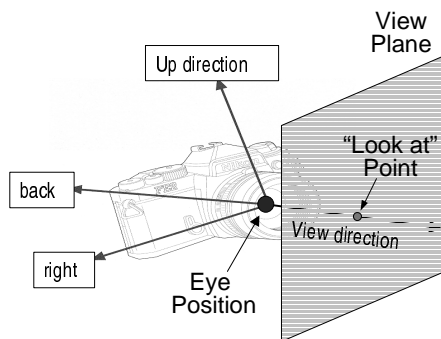 View
Plane
Up direction
"Look at"
Point
back
View direction
right
Eye
Position